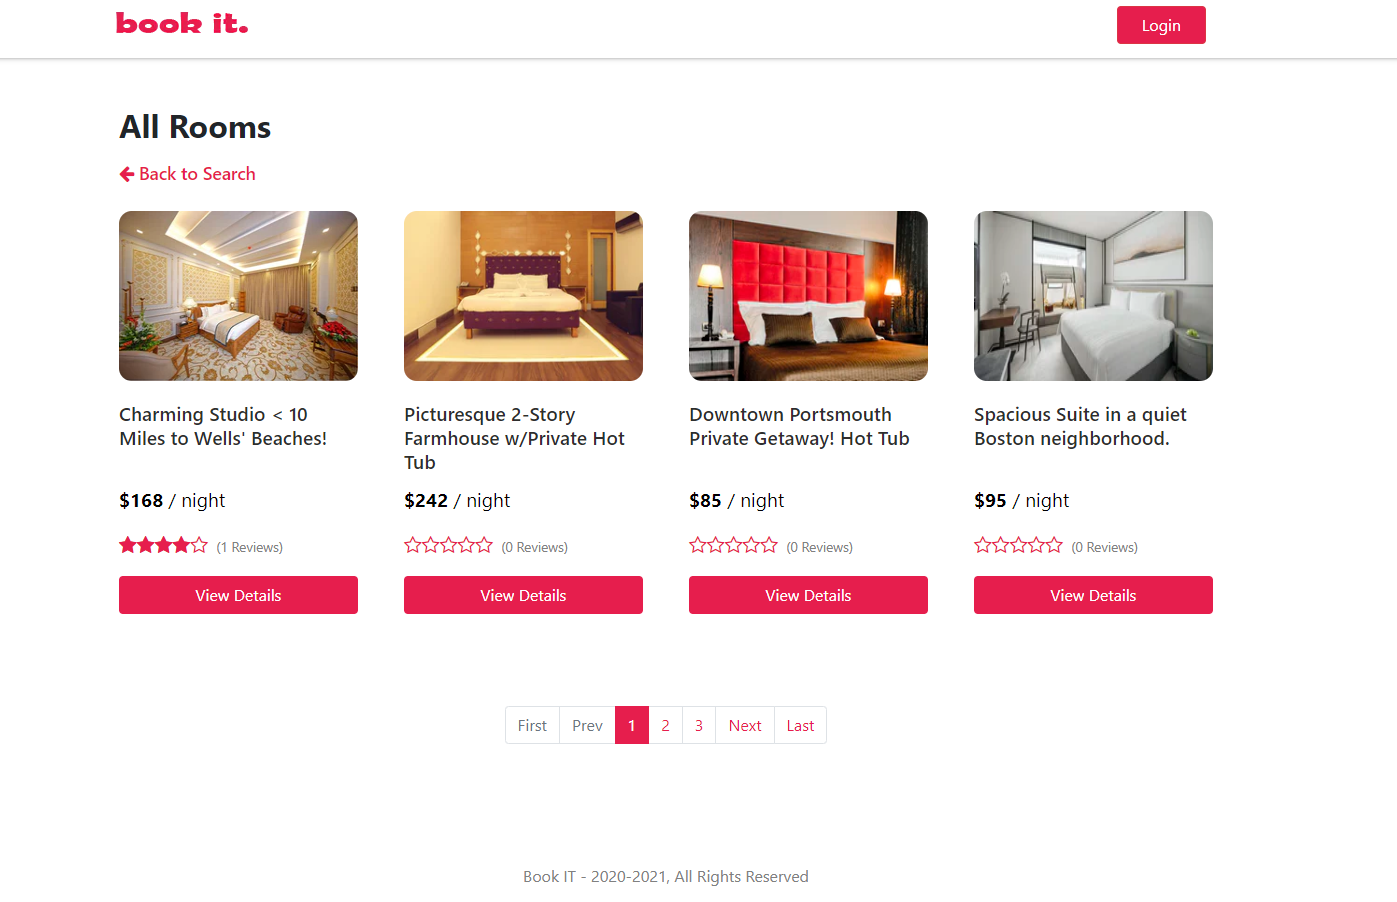 book it.
Login
All Rooms
Back to Search
Charming Studio < 10
Miles to Wells' Beaches!
$168 / night
(1 Reviews)
View Details
Picturesque 2-Story
Farmhouse w/Private Hot
Tub
$242 / night
(0 Reviews)
View Details
Downtown Portsmouth
Private Getaway! Hot Tub
$85 / night
(0 Reviews)
View Details
Spacious Suite in a quiet
Boston neighborhood.
$95 / night
(0 Reviews)
View Details
First Prev 1 2 3 Next Last
Book IT - 2020-2021, All Rights Reserved